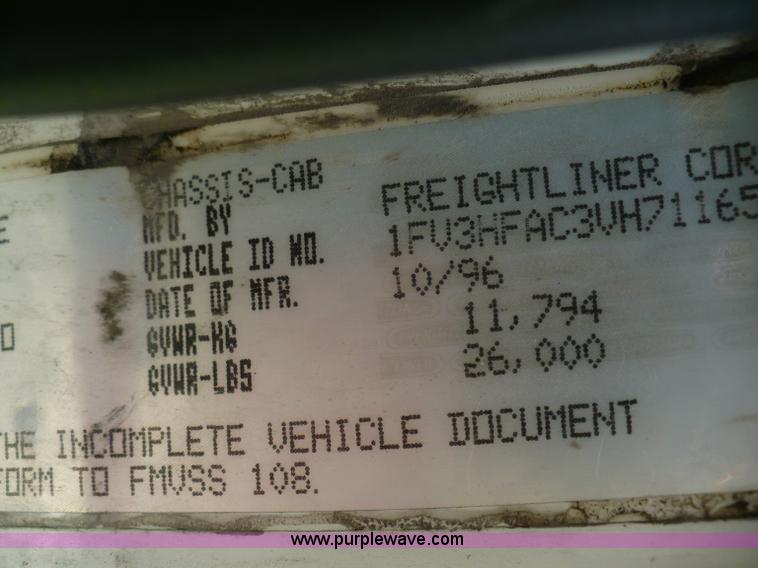 CHASSIS-CAB
MFD. BY FREIGHTLINER COR
VEHICLE ID NO. 1FV3HFAC3VH71165
DATE OF MFR. 10/96
GVWR-KG 11,794
GVWR-LBS 26,000
THE INCOMPLETE VEHICLE DOCUMENT
FORM TO FMVSS 108.
www.purplewave.com